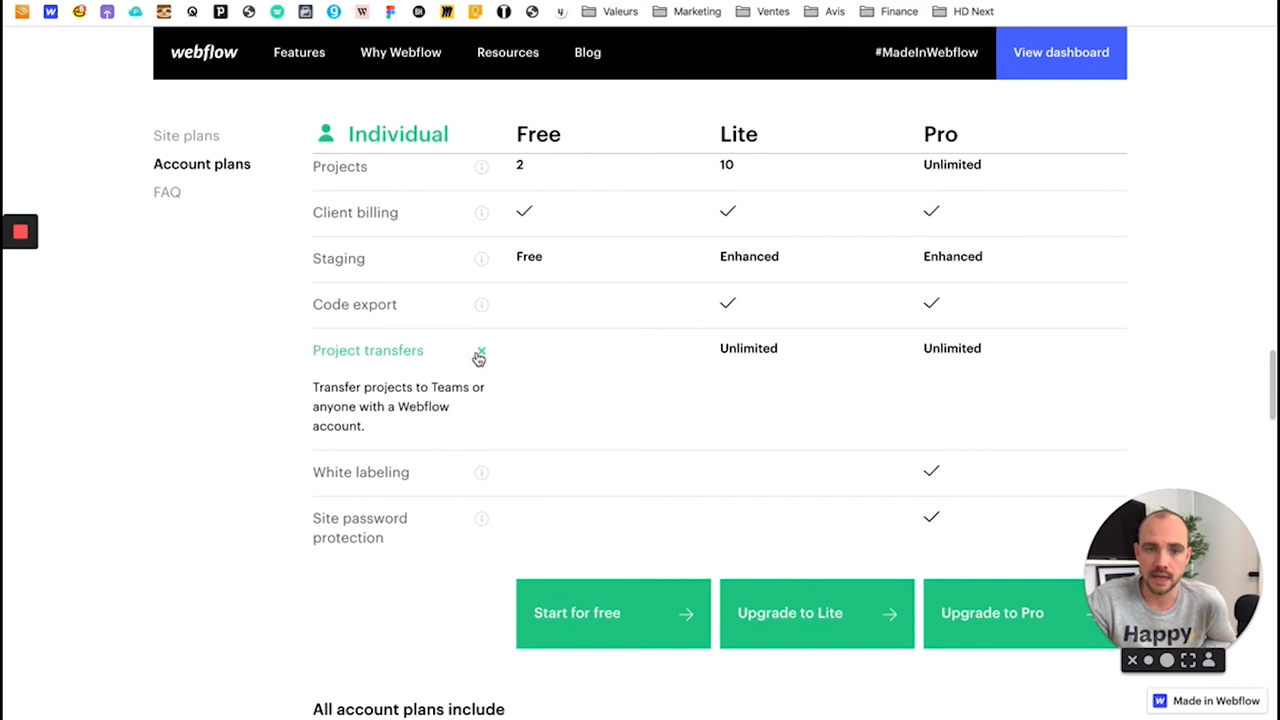 Valeurs Marketing Ventes Avis Finance HD Next
webflow Features Why Webflow Resources Blog #MadeInWebflow View dashboard
Site plans
Account plans
FAQ
Individual Free Lite Pro
Projects 2 10 Unlimited
Client billing
Staging Free Enhanced Enhanced
Code export
Project transfers Unlimited Unlimited
Transfer projects to Teams or
anyone with a Webflow
account.
White labeling
Site password
protection
Start for free Upgrade to Lite Upgrade to Pro
Happy.
All account plans include
Made in Webflow